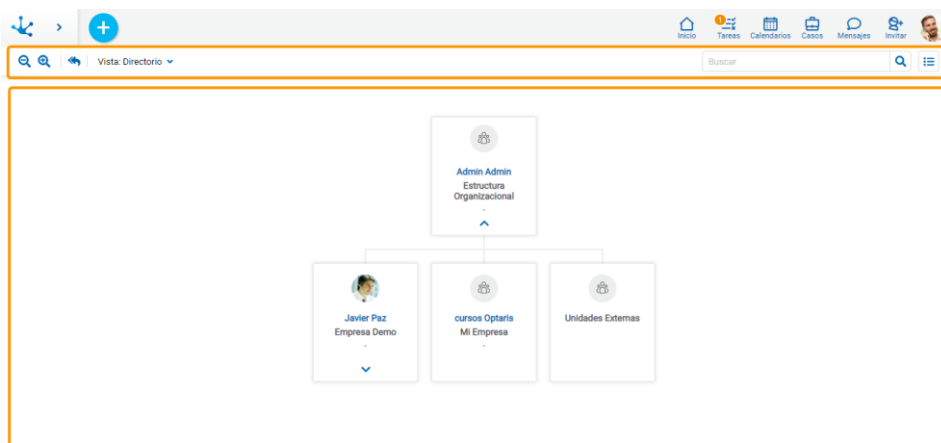 1
Inicio
Tareas
Calendarios
Casos
Mensajes
Invitar
Vista: Directorio
Buscar
Admin Admin
Estructura
Organizacional
-
Javier Paz
Empresa Demo
-
cursos Optaris
Mi Empresa
-
Unidades Externas